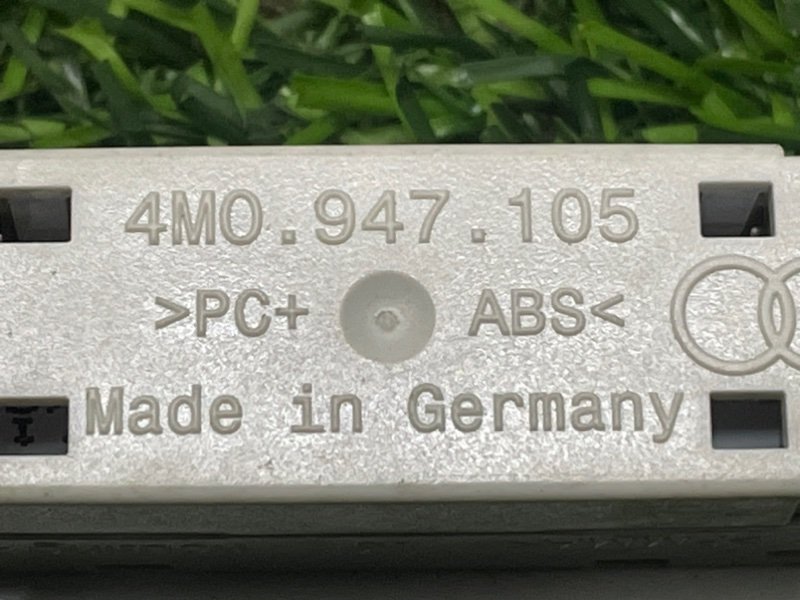 4M0.947.105
>PC+ ABS<
Made in Germany